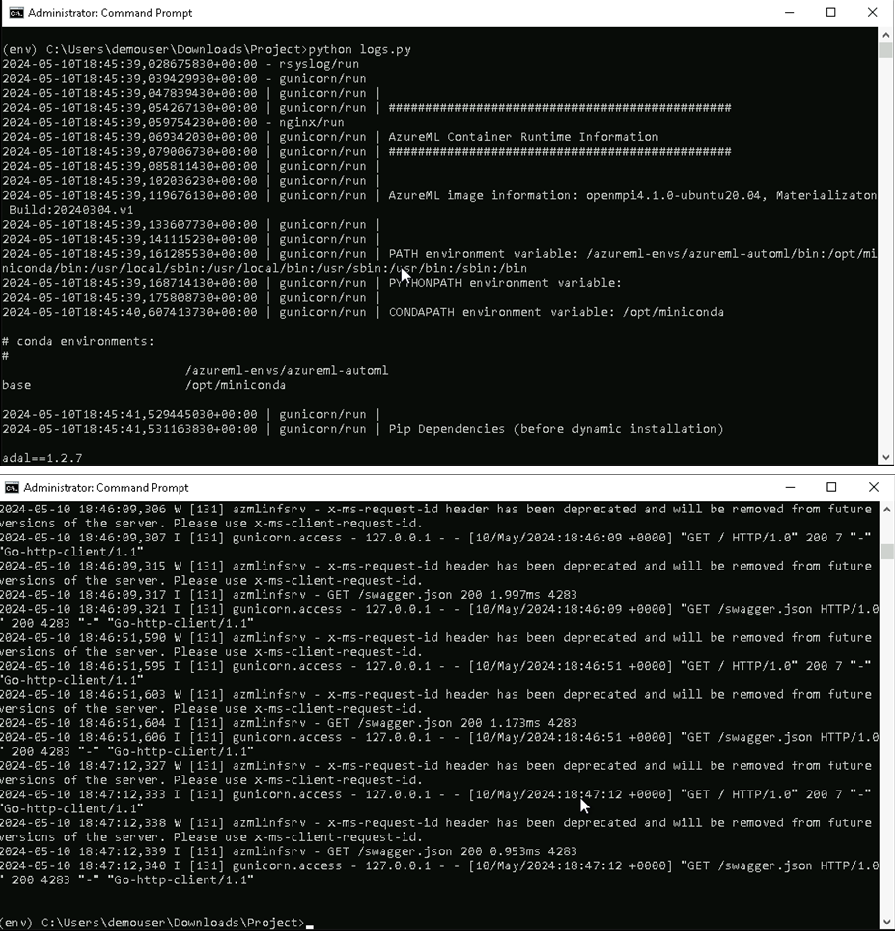 Administrator: Command Prompt
(env) C:\Users\demouser\Downloads\Project>python logs.py
2024-05-10T18:45:39,028675830+00:00 - rsyslog/run
2024-05-10T18:45:39,039429930+00:00 - gunicorn/run
2024-05-10T18:45:39,047839430+00:00 | gunicorn/run |
2024-05-10T18:45:39,054267130+00:00 | gunicorn/run | ###############################################
2024-05-10T18:45:39,059754230+00:00 - nginx/run
2024-05-10T18:45:39,069342030+00:00 | gunicorn/run | AzureML Container Runtime Information
2024-05-10T18:45:39,079006730+00:00 | gunicorn/run | ###############################################
2024-05-10T18:45:39,085811430+00:00 | gunicorn/run |
2024-05-10T18:45:39,102036230+00:00 | gunicorn/run |
2024-05-10T18:45:39,119676130+00:00 | gunicorn/run | AzureML image information: openmpi4.1.0-ubuntu20.04, Materializaton
Build:20240304.v1
2024-05-10T18:45:39,133607730+00:00 | gunicorn/run |
2024-05-10T18:45:39,141115230+00:00 | gunicorn/run |
2024-05-10T18:45:39,161285530+00:00 | gunicorn/run | PATH environment variable: /azureml-envs/azureml-automl/bin:/opt/mi
niconda/bin:/usr/local/sbin:/usr/local/bin:/usr/sbin:/usr/bin:/sbin:/bin
2024-05-10T18:45:39,168714130+00:00 | gunicorn/run | PYTHONPATH environment variable:
2024-05-10T18:45:39,175808730+00:00 | gunicorn/run |
2024-05-10T18:45:40,607413730+00:00 | gunicorn/run | CONDAPATH environment variable: /opt/miniconda
# conda environments:
#
/azureml-envs/azureml-automl
base /opt/miniconda
2024-05-10T18:45:41,529445030+00:00 | gunicorn/run |
2024-05-10T18:45:41,531163830+00:00 | gunicorn/run | Pip Dependencies (before dynamic installation)
adal==1.2.7
Administrator: Command Prompt
2024-05-10 18:46:09,306 W [131] azmlinfsrv - x-ms-request-id header has been deprecated and will be removed from future
versions of the server. Please use x-ms-client-request-id.
2024-05-10 18:46:09,307 I [131] gunicorn.access - 127.0.0.1 - - [10/May/2024:18:46:09 +0000] "GET / HTTP/1.0" 200 7 "-"
"Go-http-client/1.1"
2024-05-10 18:46:09,315 W [131] azmlinfsrv - x-ms-request-id header has been deprecated and will be removed from future
versions of the server. Please use x-ms-client-request-id.
2024-05-10 18:46:09,317 I [131] azmlinfsrv - GET /swagger.json 200 1.997ms 4283
2024-05-10 18:46:09,321 I [131] gunicorn.access - 127.0.0.1 - - [10/May/2024:18:46:09 +0000] "GET /swagger.json HTTP/1.0
" 200 4283 "-" "Go-http-client/1.1"
2024-05-10 18:46:51,590 W [131] azmlinfsrv - x-ms-request-id header has been deprecated and will be removed from future
versions of the server. Please use x-ms-client-request-id.
2024-05-10 18:46:51,595 I [131] gunicorn.access - 127.0.0.1 - - [10/May/2024:18:46:51 +0000] "GET / HTTP/1.0" 200 7 "-"
"Go-http-client/1.1"
2024-05-10 18:46:51,603 W [131] azmlinfsrv - x-ms-request-id header has been deprecated and will be removed from future
versions of the server. Please use x-ms-client-request-id.
2024-05-10 18:46:51,604 I [131] azmlinfsrv - GET /swagger.json 200 1.173ms 4283
2024-05-10 18:46:51,606 I [131] gunicorn.access - 127.0.0.1 - - [10/May/2024:18:46:51 +0000] "GET /swagger.json HTTP/1.0
" 200 4283 "-" "Go-http-client/1.1"
2024-05-10 18:47:12,327 W [131] azmlinfsrv - x-ms-request-id header has been deprecated and will be removed from future
versions of the server. Please use x-ms-client-request-id.
2024-05-10 18:47:12,333 I [131] gunicorn.access - 127.0.0.1 - - [10/May/2024:18:47:12 +0000] "GET / HTTP/1.0" 200 7 "-"
"Go-http-client/1.1"
2024-05-10 18:47:12,338 W [131] azmlinfsrv - x-ms-request-id header has been deprecated and will be removed from future
versions of the server. Please use x-ms-client-request-id.
2024-05-10 18:47:12,339 I [131] azmlinfsrv - GET /swagger.json 200 0.953ms 4283
2024-05-10 18:47:12,340 I [131] gunicorn.access - 127.0.0.1 - - [10/May/2024:18:47:12 +0000] "GET /swagger.json HTTP/1.0
" 200 4283 "-" "Go-http-client/1.1"
(env) C:\Users\demouser\Downloads\Project>